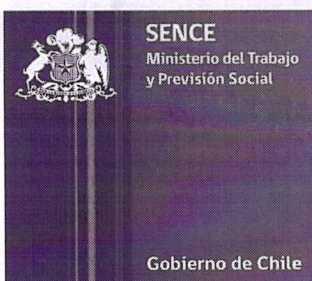 SENCE
Ministerio del Trabajo
y Previsión Social
Gobierno de Chile